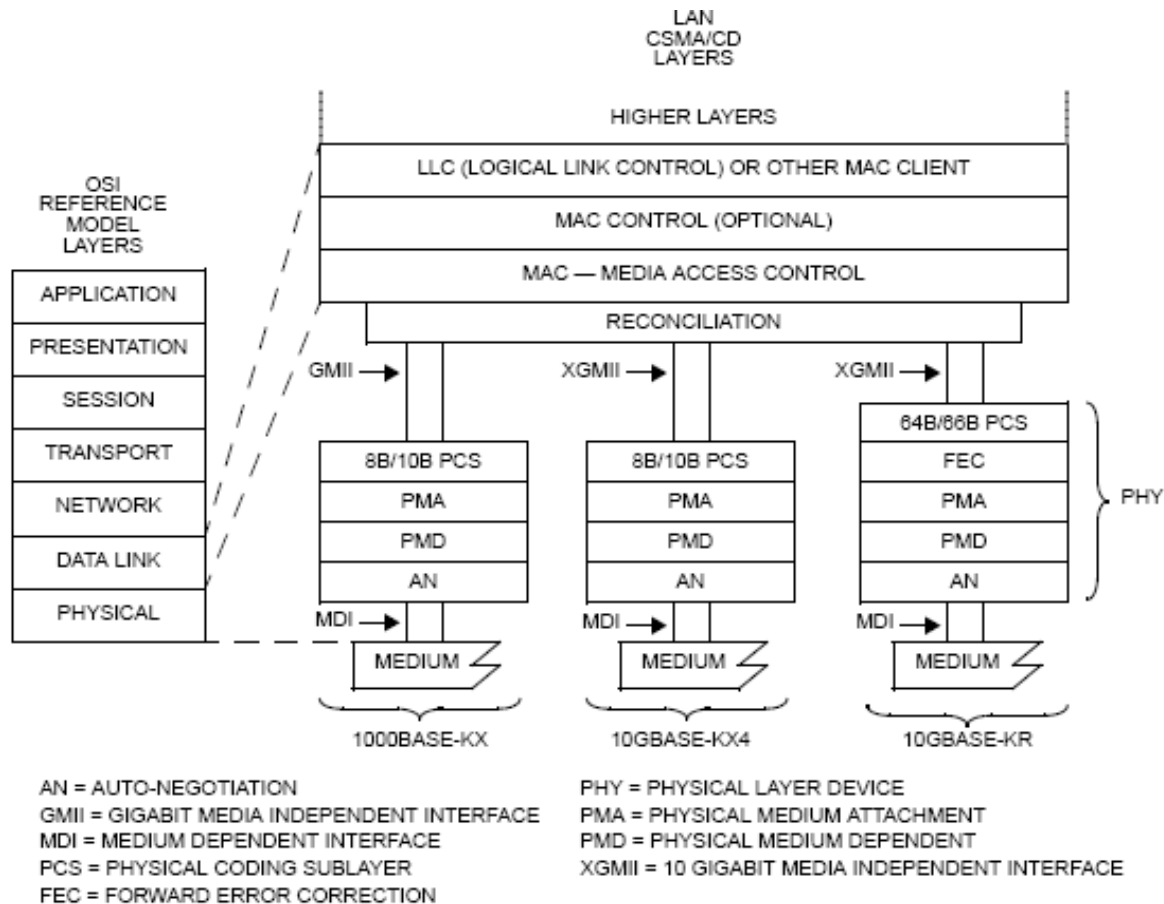 LAN
CSMA/CD
LAYERS
HIGHER LAYERS
LLC (LOGICAL LINK CONTROL) OR OTHER MAC CLIENT
MAC CONTROL (OPTIONAL)
MAC — MEDIA ACCESS CONTROL
RECONCILIATION
OSI
REFERENCE
MODEL
LAYERS
APPLICATION
PRESENTATION
SESSION
TRANSPORT
NETWORK
DATA LINK
PHYSICAL
GMII
8B/10B PCS
PMA
PMD
AN
MDI
MEDIUM
1000BASE-KX
XGMII
8B/10B PCS
PMA
PMD
AN
MDI
MEDIUM
10GBASE-KX4
XGMII
64B/66B PCS
FEC
PMA
PMD
AN
PHY
MDI
MEDIUM
10GBASE-KR
AN = AUTO-NEGOTIATION
GMII = GIGABIT MEDIA INDEPENDENT INTERFACE
MDI = MEDIUM DEPENDENT INTERFACE
PCS = PHYSICAL CODING SUBLAYER
FEC = FORWARD ERROR CORRECTION
PHY = PHYSICAL LAYER DEVICE
PMA = PHYSICAL MEDIUM ATTACHMENT
PMD = PHYSICAL MEDIUM DEPENDENT
XGMII = 10 GIGABIT MEDIA INDEPENDENT INTERFACE